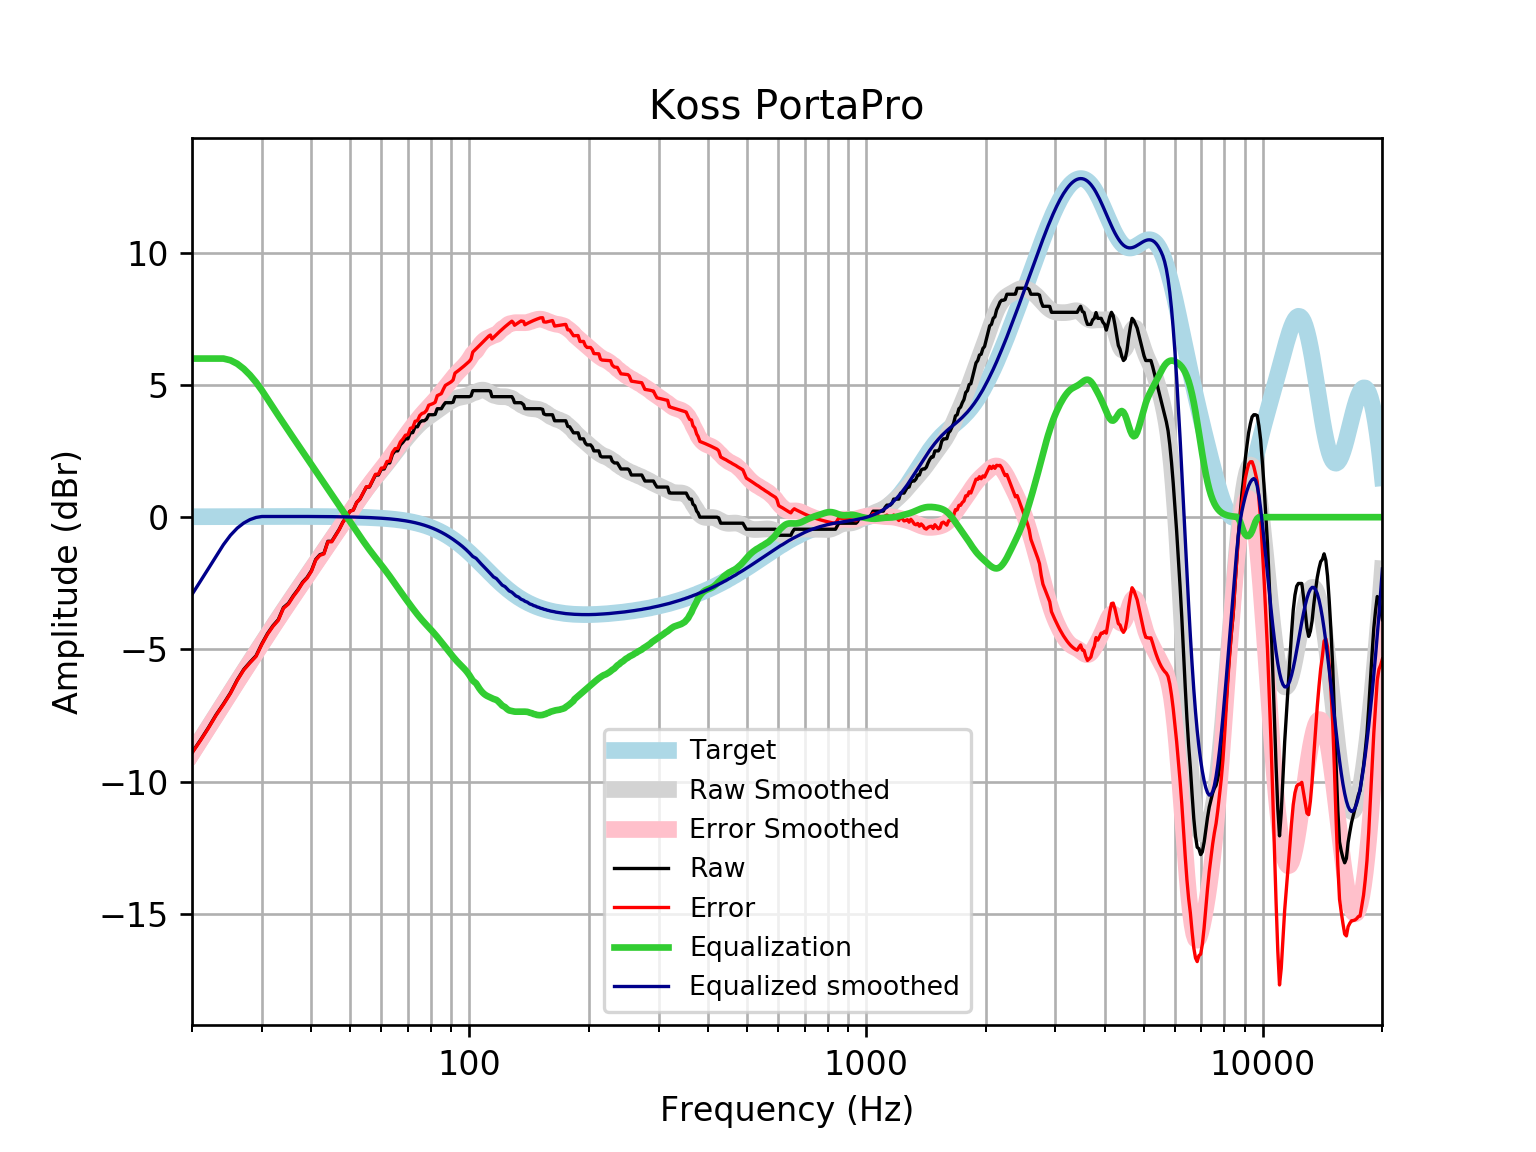 Koss PortaPro
Amplitude (dBr)
10
5
0
−5
−10
−15
Target
Raw Smoothed
Error Smoothed
Raw
Error
Equalization
Equalized smoothed
100
1000
10000
Frequency (Hz)